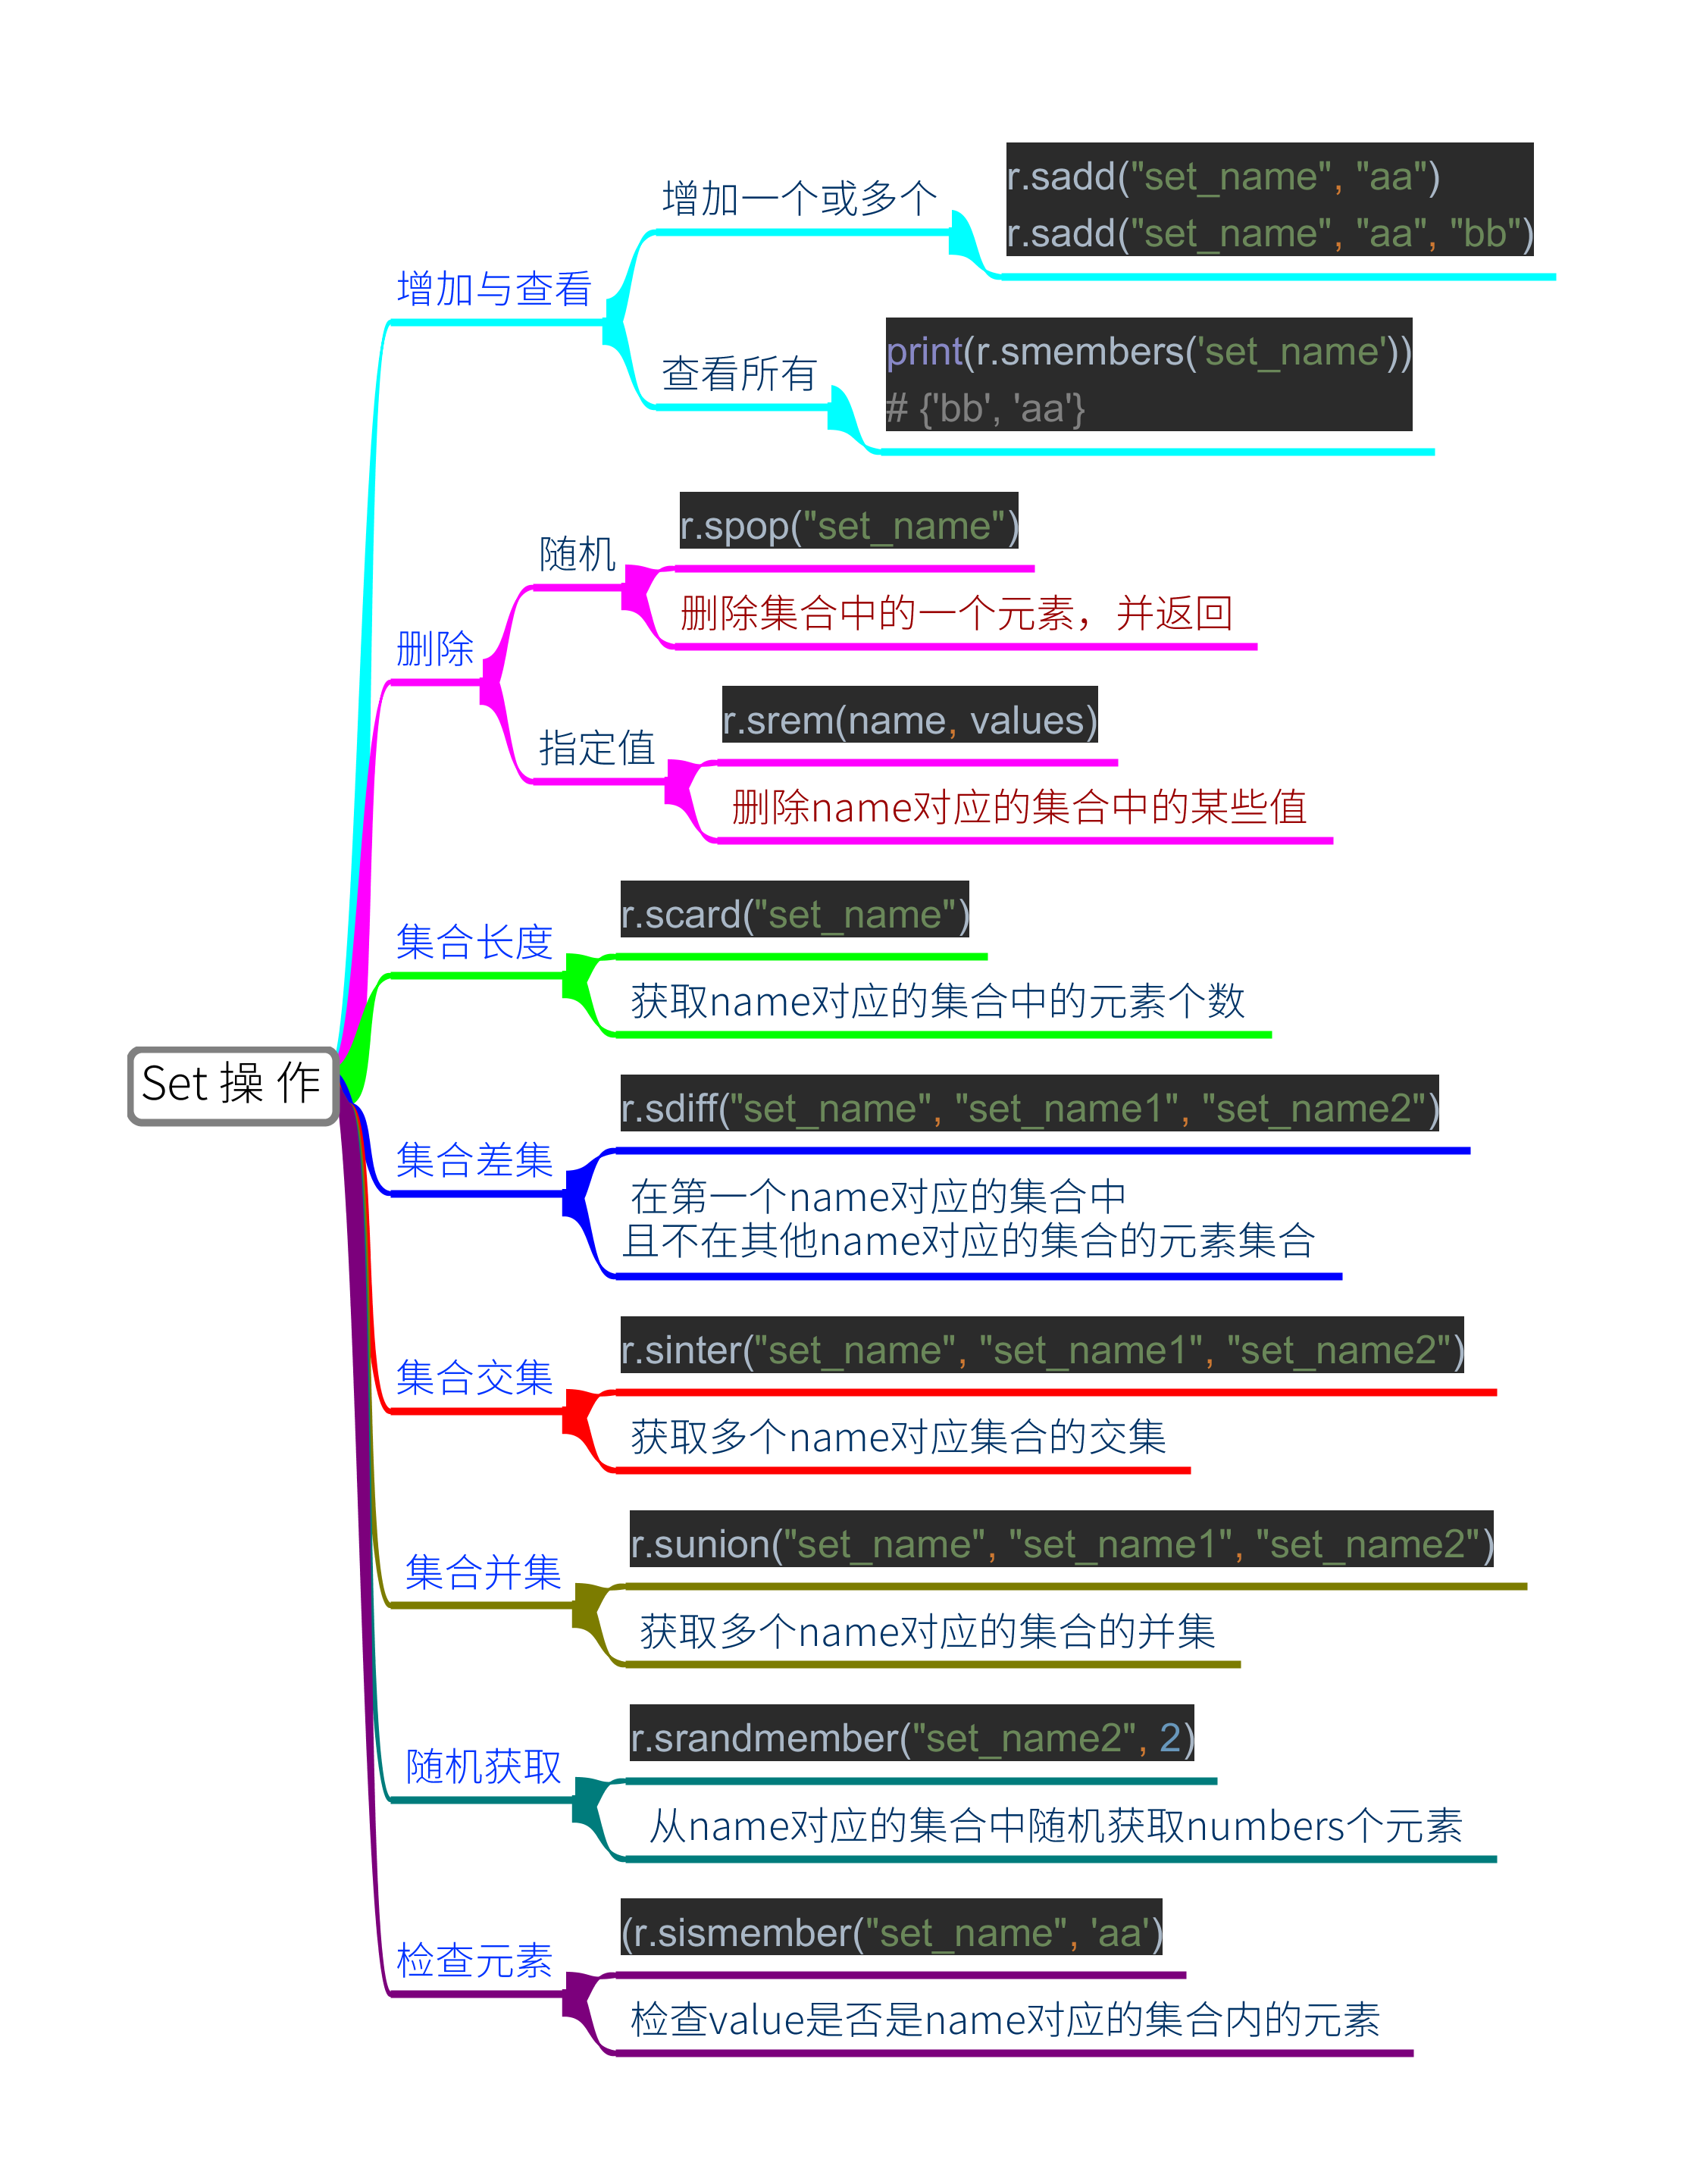 增加一个或多个
r.sadd("set_name", "aa")
r.sadd("set_name", "aa", "bb")
增加与查看
查看所有
print(r.smembers('set_name'))
# {'bb', 'aa'}
随机
r.spop("set_name")
删除集合中的一个元素，并返回
删除
指定值
r.srem(name, values)
删除name对应的集合中的某些值
集合长度
r.scard("set_name")
获取name对应的集合中的元素个数
Set 操 作
集合差集
r.sdiff("set_name", "set_name1", "set_name2")
在第一个name对应的集合中
且不在其他name对应的集合的元素集合
集合交集
r.sinter("set_name", "set_name1", "set_name2")
获取多个name对应集合的交集
集合并集
r.sunion("set_name", "set_name1", "set_name2")
获取多个name对应的集合的并集
随机获取
r.srandmember("set_name2", 2)
从name对应的集合中随机获取numbers个元素
检查元素
(r.sismember("set_name", 'aa')
检查value是否是name对应的集合内的元素